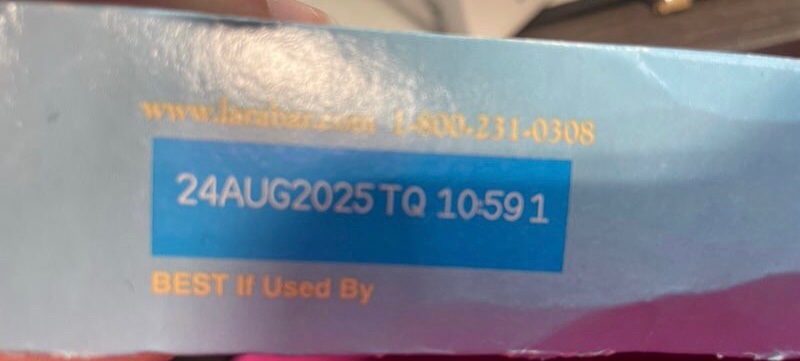 www.larabar.com 1-800-231-0308
24AUG2025 TQ 10:59 1
BEST If Used By